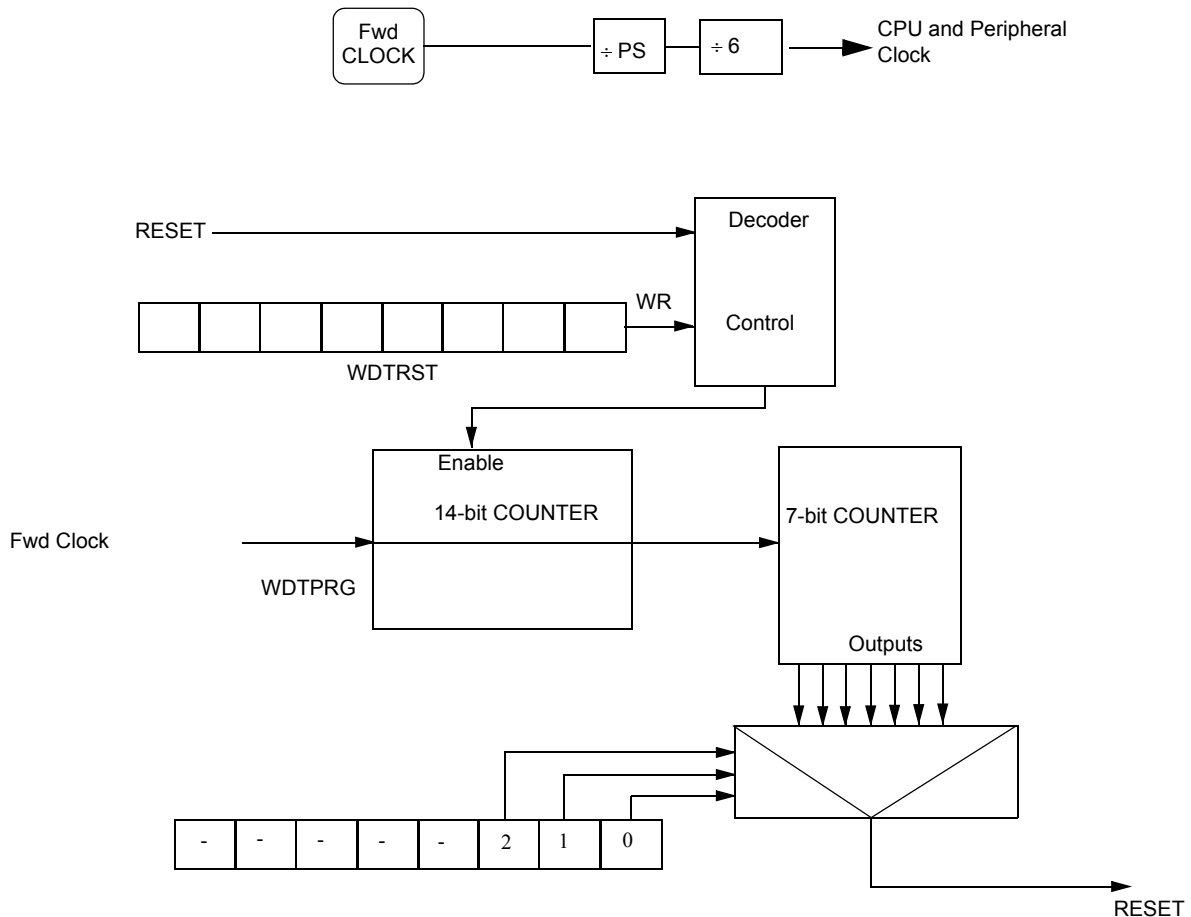 Fwd
CLOCK
÷ PS
÷ 6
CPU and Peripheral
Clock
RESET
Decoder
WR
Control
WDTRST
Enable
14-bit COUNTER
7-bit COUNTER
Fwd Clock
WDTPRG
Outputs
- - - - - 2 1 0
RESET